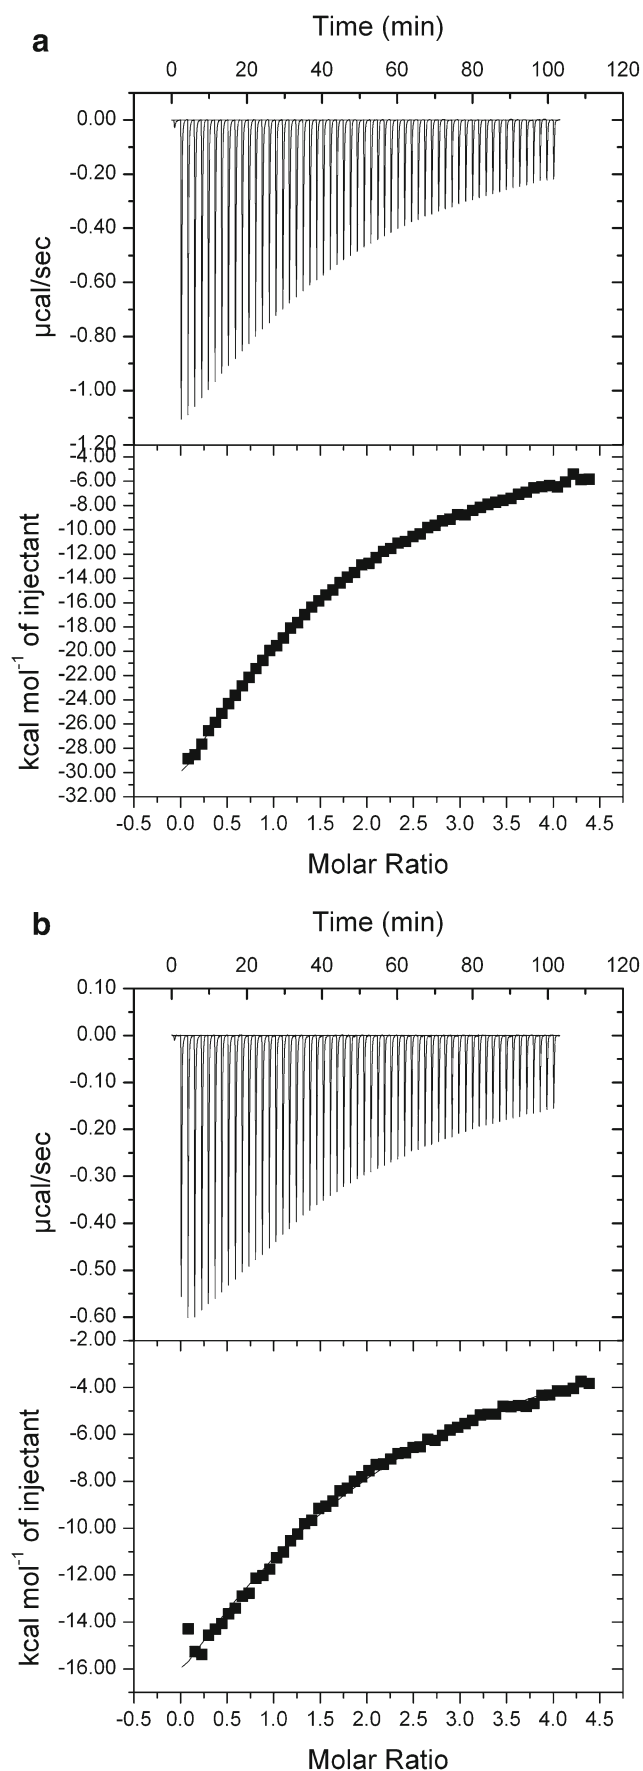 a
Time (min)
0 20 40 60 80 100 120
0.00
-0.20
-0.40
-0.60
-0.80
-1.00
-1.20
µcal/sec
-4.00
-6.00
-8.00
-10.00
-12.00
-14.00
-16.00
-18.00
-20.00
-22.00
-24.00
-26.00
-28.00
-30.00
-32.00
kcal mol⁻¹ of injectant
-0.5 0.0 0.5 1.0 1.5 2.0 2.5 3.0 3.5 4.0 4.5
Molar Ratio
b
Time (min)
0 20 40 60 80 100 120
0.10
0.00
-0.10
-0.20
-0.30
-0.40
-0.50
-0.60
µcal/sec
-2.00
-4.00
-6.00
-8.00
-10.00
-12.00
-14.00
-16.00
kcal mol⁻¹ of injectant
-0.5 0.0 0.5 1.0 1.5 2.0 2.5 3.0 3.5 4.0 4.5
Molar Ratio